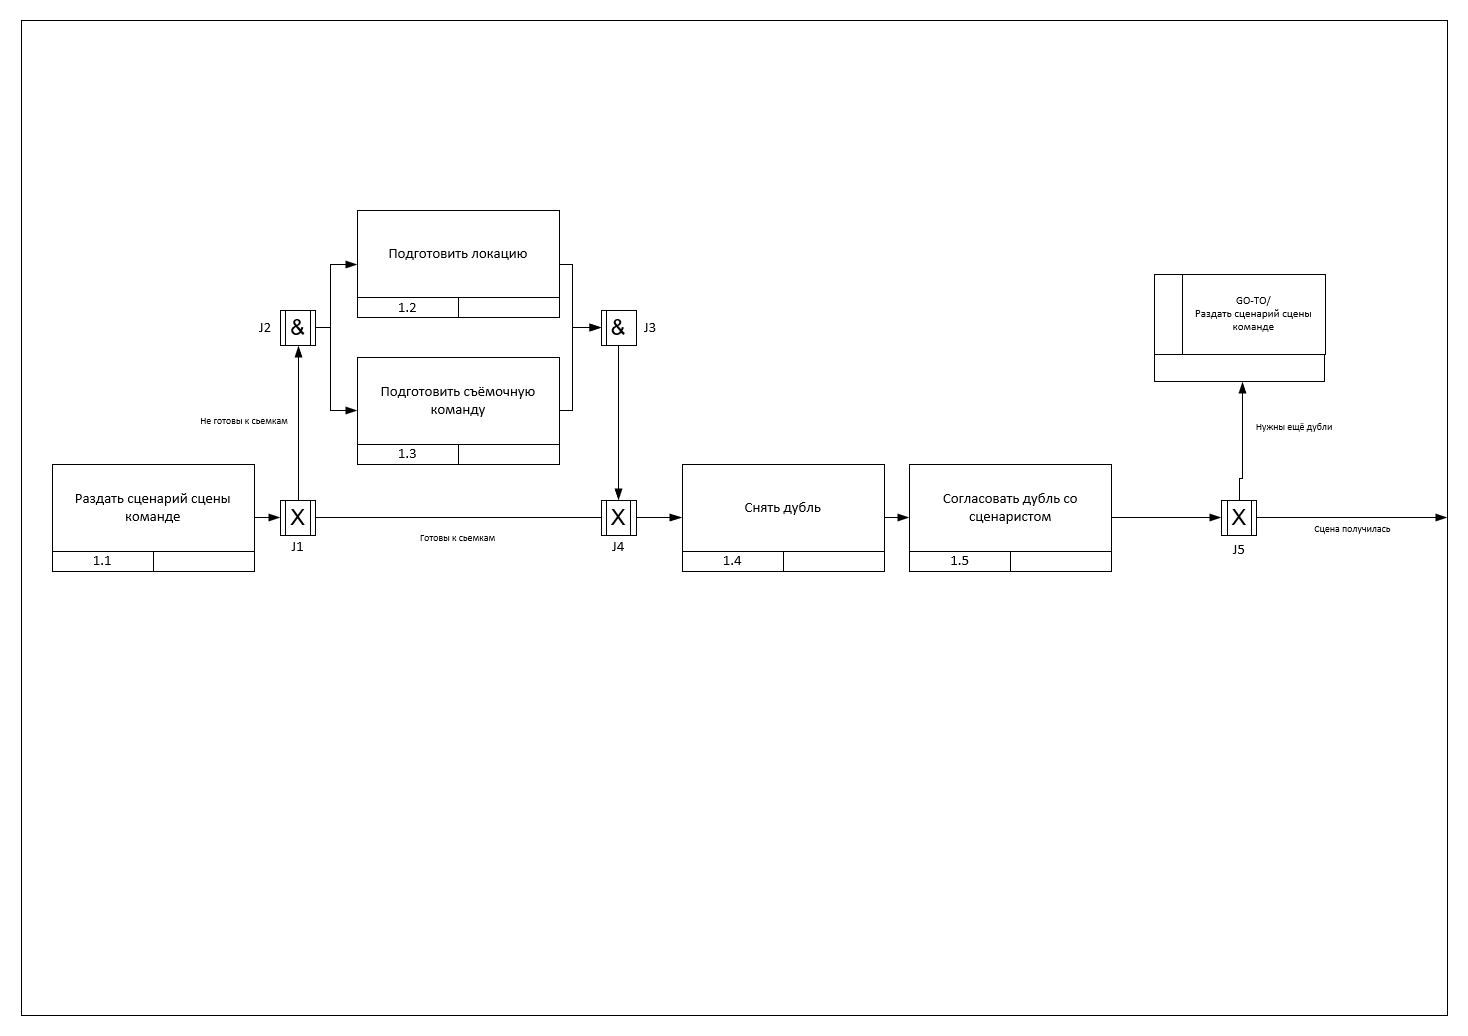 Подготовить локацию
1.2
J2
&
&
J3
GO-TO/
Раздать сценарий сцены
команде
Подготовить съёмочную
команду
1.3
Не готовы к сьемкам
Нужны ещё дубли
Раздать сценарий сцены
команде
1.1
X
J1
Готовы к сьемкам
X
J4
Снять дубль
1.4
Согласовать дубль со
сценаристом
1.5
X
J5
Сцена получилась